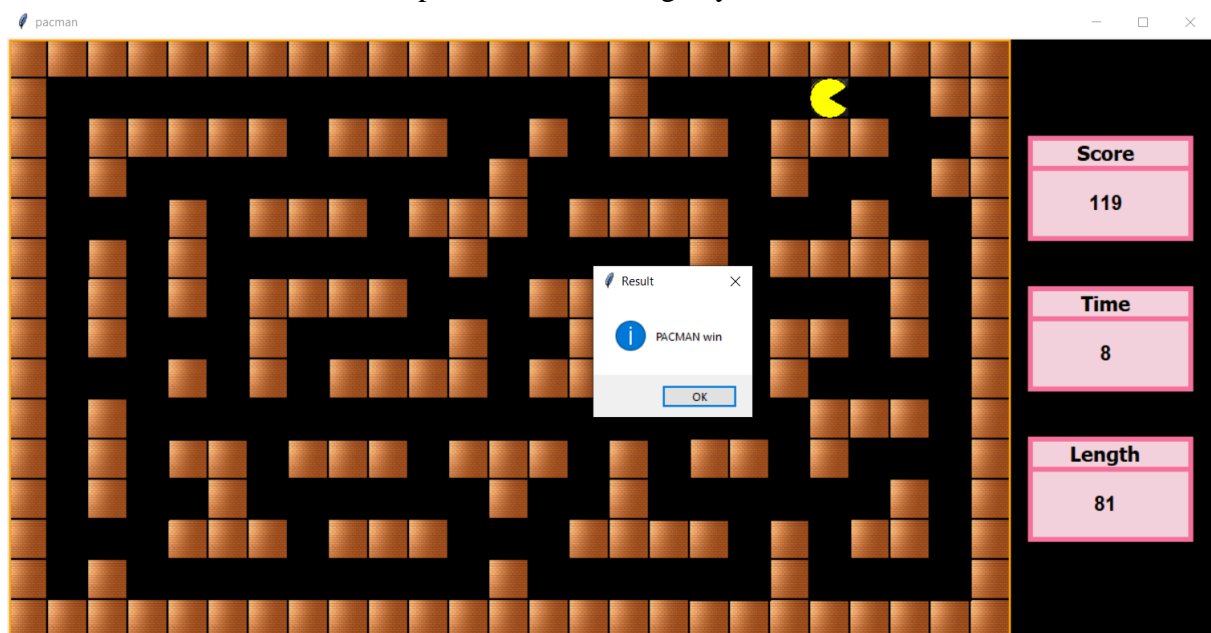 pacman
Score
119
Result
Time
PACMAN win
8
OK
Length
81